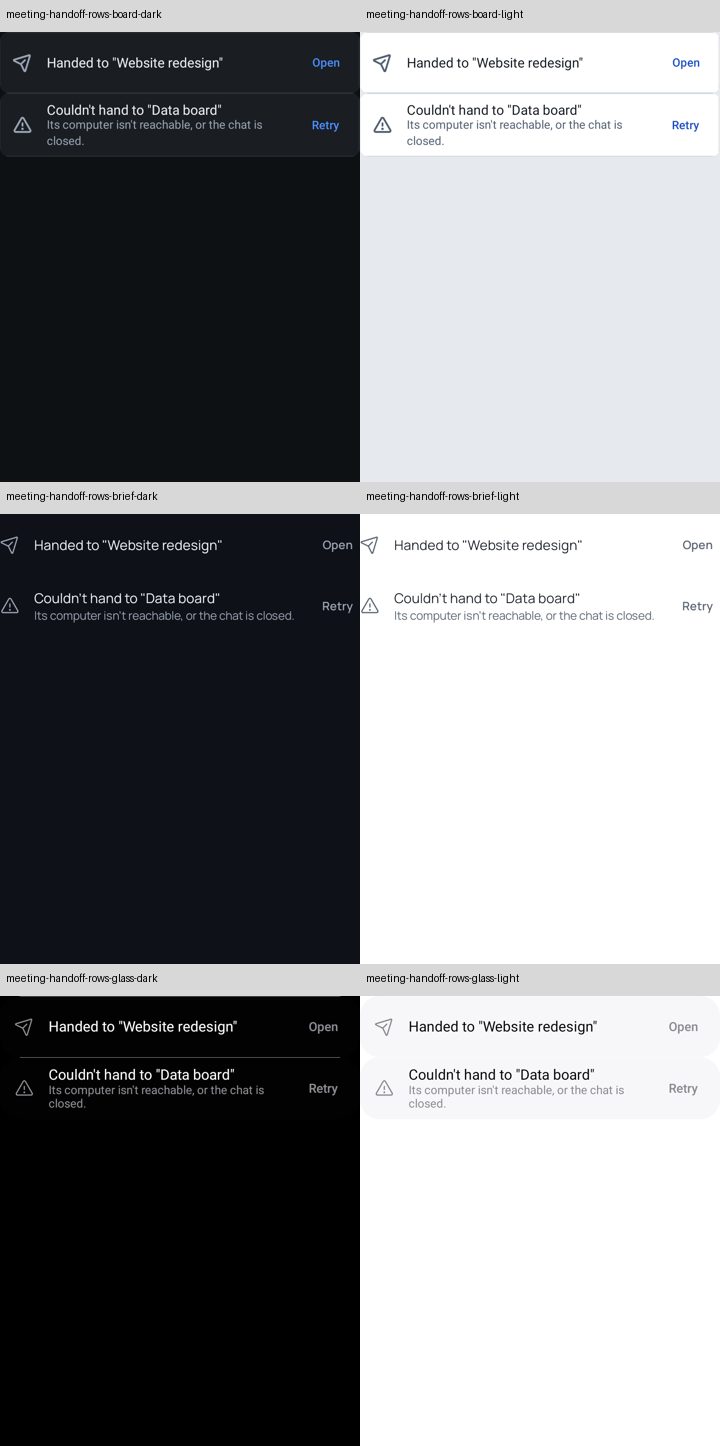 meeting-handoff-rows-board-dark
Handed to "Website redesign"
Open
Couldn't hand to "Data board"
Its computer isn't reachable, or the chat is
closed.
Retry
meeting-handoff-rows-board-light
Handed to "Website redesign"
Open
Couldn't hand to "Data board"
Its computer isn't reachable, or the chat is
closed.
Retry
meeting-handoff-rows-brief-dark
Handed to "Website redesign"
Open
Couldn't hand to "Data board"
Its computer isn't reachable, or the chat is closed.
Retry
meeting-handoff-rows-brief-light
Handed to "Website redesign"
Open
Couldn't hand to "Data board"
Its computer isn't reachable, or the chat is closed.
Retry
meeting-handoff-rows-glass-dark
Handed to "Website redesign"
Open
Couldn't hand to "Data board"
Its computer isn't reachable, or the chat is
closed.
Retry
meeting-handoff-rows-glass-light
Handed to "Website redesign"
Open
Couldn't hand to "Data board"
Its computer isn't reachable, or the chat is
closed.
Retry